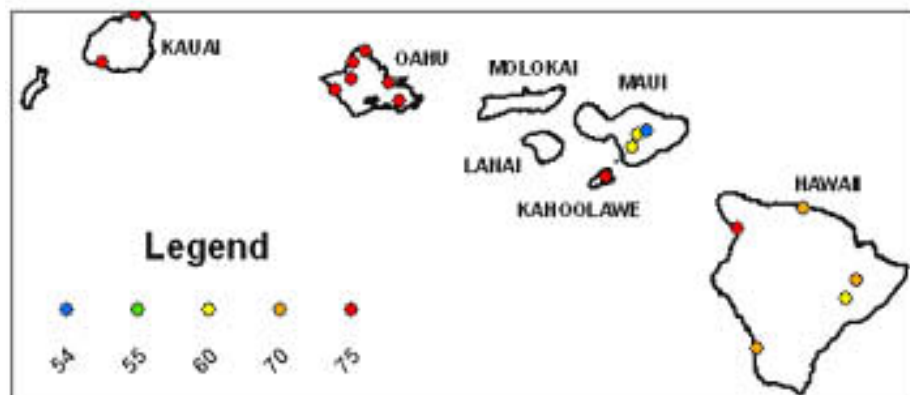 KAUAI
OAHU
MOLOKAI
MAUI
LANAI
KAHOOLAWE
HAWAII
Legend
54
55
60
70
75